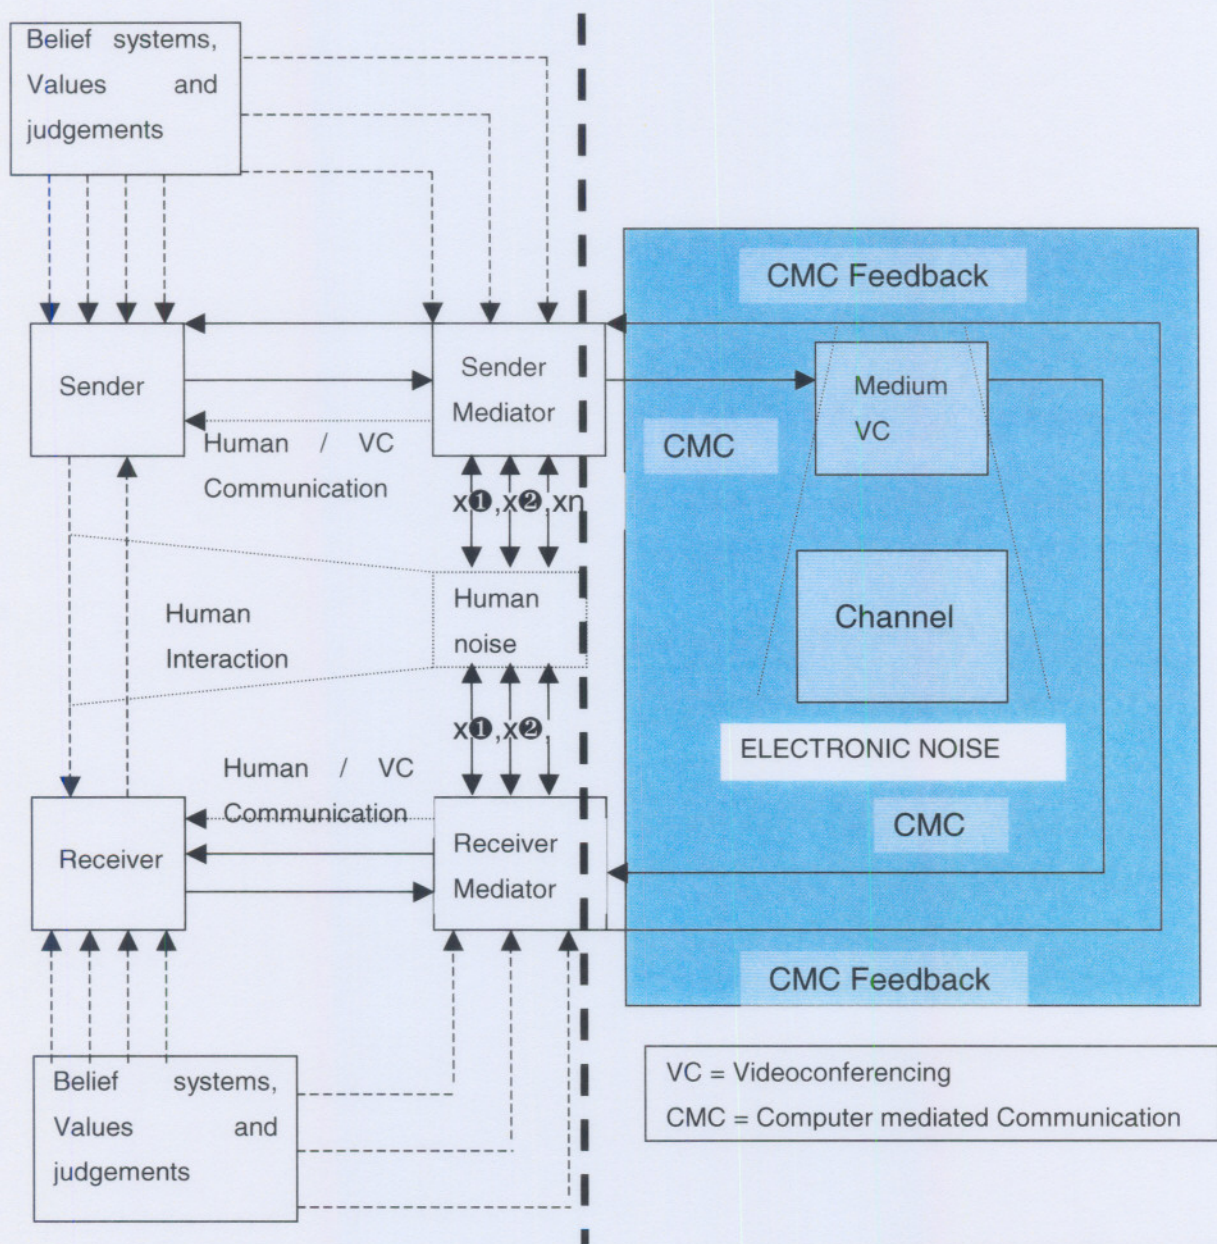 Belief systems,
Values and
judgements
CMC Feedback
Sender
Sender
Mediator
Medium
VC
CMC
Human / VC
Communication
x❶,x❷,xn
Human
noise
Channel
Human
Interaction
x❶,x❷,
ELECTRONIC NOISE
Human / VC
Communication
CMC
Receiver
Receiver
Mediator
CMC Feedback
Belief systems,
Values and
judgements
VC = Videoconferencing
CMC = Computer mediated Communication